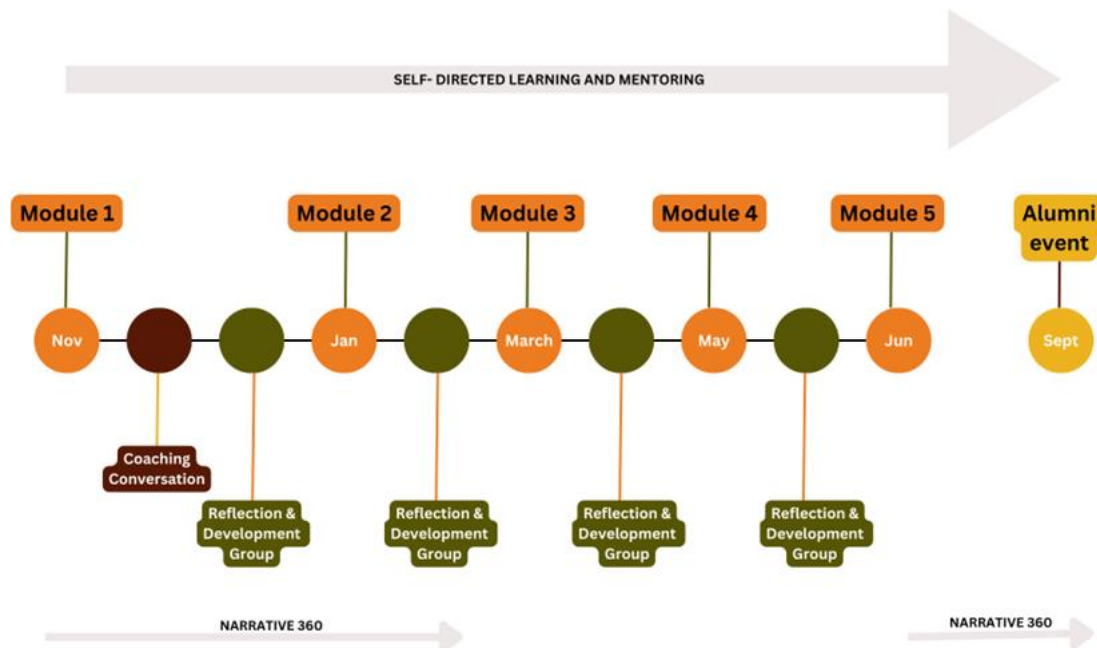 SELF- DIRECTED LEARNING AND MENTORING
Module 1
Module 2
Module 3
Module 4
Module 5
Alumni
event
Nov
Jan
March
May
Jun
Sept
Coaching
Conversation
Reflection &
Development
Group
Reflection &
Development
Group
Reflection &
Development
Group
Reflection &
Development
Group
NARRATIVE 360
NARRATIVE 360